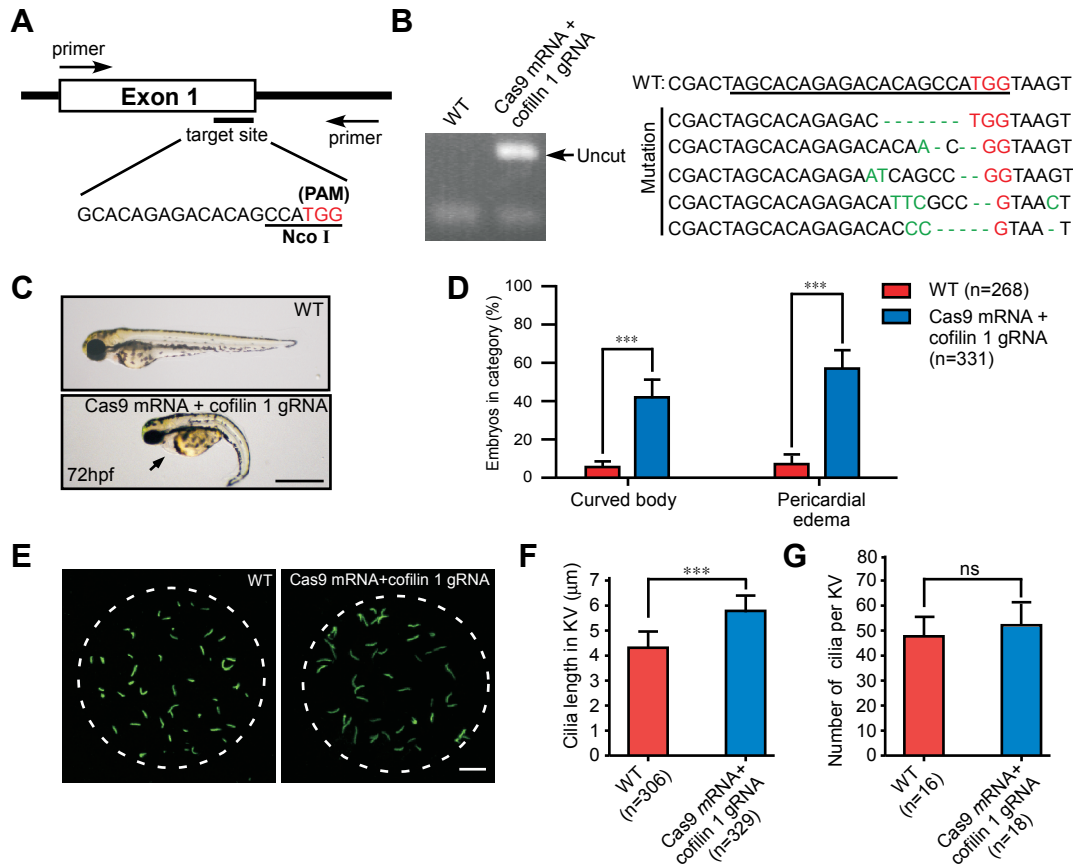 A
primer
Exon 1
target site
primer
(PAM)
GCACAGAGACACAGCCATGG
Nco I
B
WT
Cas9 mRNA +
cofilin 1 gRNA
Uncut
WT: CGACTAGCACAGAGACACAGCCATGGTAAGT
Mutation
CGACTAGCACAGAGAC - - - - - - - TGGTAAGT
CGACTAGCACAGAGACACAA - C - - GGTAAGT
CGACTAGCACAGAGAATCAGCC - - GGTAAGT
CGACTAGCACAGAGACATTCGCC - - - GTAACT
CGACTAGCACAGAGACACCC - - - - - GTAA - T
C
WT
Cas9 mRNA + cofilin 1 gRNA
72hpf
D
Embryos in category (%)
100
80
60
40
20
0
***
***
Curved body
Pericardial
edema
WT (n=268)
Cas9 mRNA +
cofilin 1 gRNA
(n=331)
E
WT
Cas9 mRNA+cofilin 1 gRNA
F
Cilia length in KV (μm)
7
6
5
4
3
2
1
0
***
WT
(n=306)
Cas9 mRNA+
cofilin 1 gRNA
(n=329)
G
Number of cilia per KV
80
70
60
50
40
30
20
10
0
ns
WT
(n=16)
Cas9 mRNA+
cofilin 1 gRNA
(n=18)